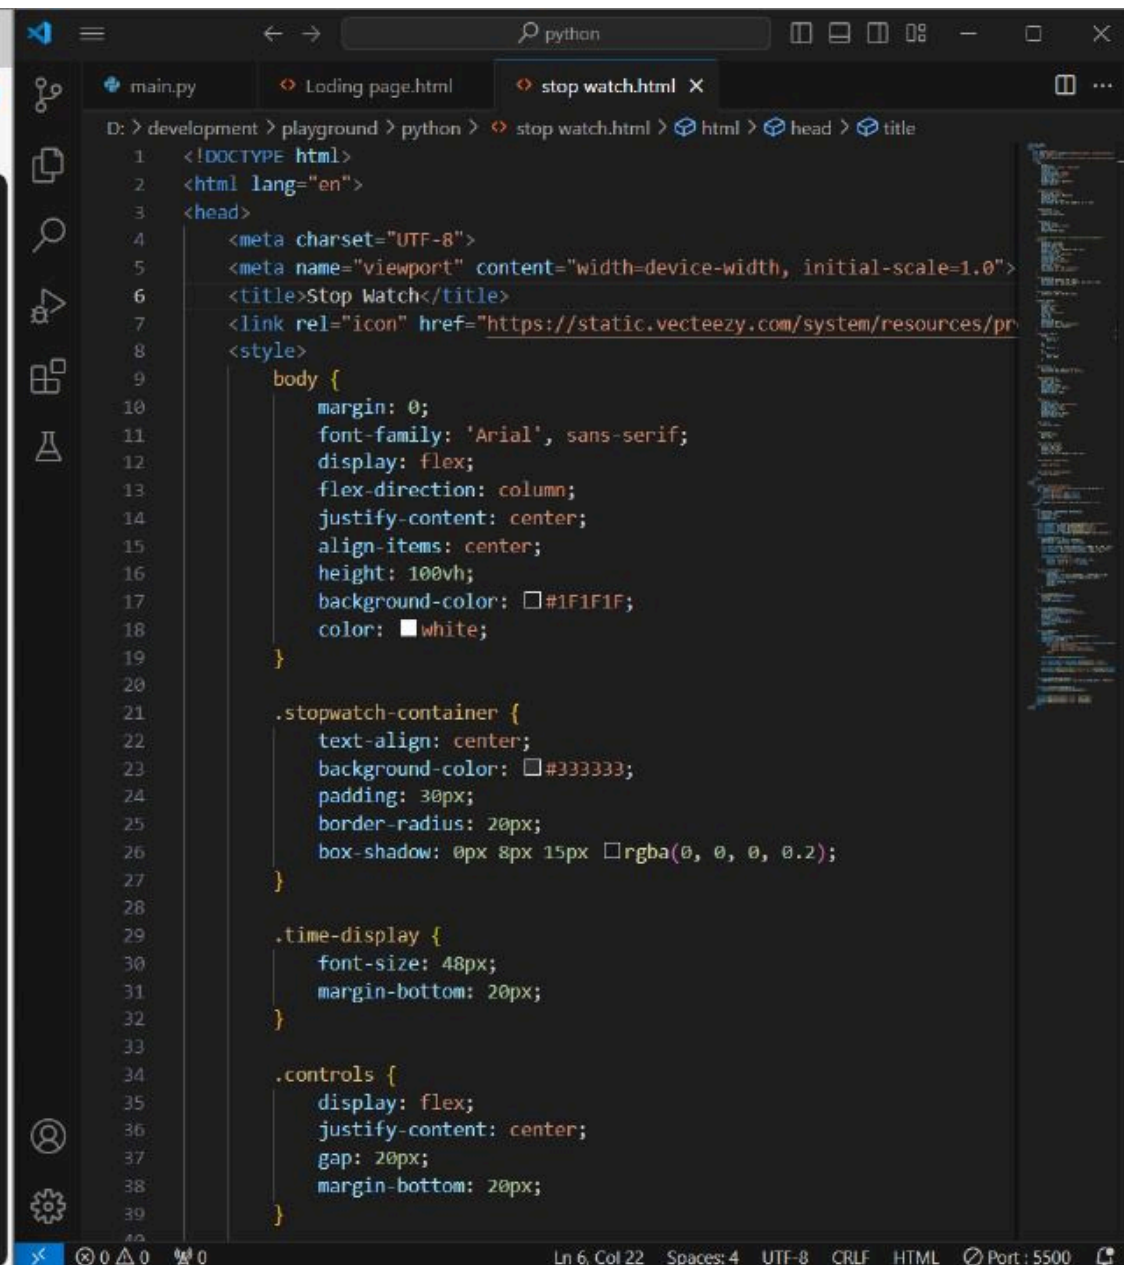 python
main.py Loding page.html stop watch.html
D: > development > playground > python > stop watch.html > html > head > title
1 <!DOCTYPE html>
2 <html lang="en">
3 <head>
4 <meta charset="UTF-8">
5 <meta name="viewport" content="width=device-width, initial-scale=1.0">
6 <title>Stop Watch</title>
7 <link rel="icon" href="https://static.vecteezy.com/system/resources/pr
8 <style>
9 body {
10 margin: 0;
11 font-family: 'Arial', sans-serif;
12 display: flex;
13 flex-direction: column;
14 justify-content: center;
15 align-items: center;
16 height: 100vh;
17 background-color: #1F1F1F;
18 color: white;
19 }
20
21 .stopwatch-container {
22 text-align: center;
23 background-color: #333333;
24 padding: 30px;
25 border-radius: 20px;
26 box-shadow: 0px 8px 15px rgba(0, 0, 0, 0.2);
27 }
28
29 .time-display {
30 font-size: 48px;
31 margin-bottom: 20px;
32 }
33
34 .controls {
35 display: flex;
36 justify-content: center;
37 gap: 20px;
38 margin-bottom: 20px;
39 }
40
0 0 0 Ln 6, Col 22 Spaces: 4 UTF-8 CRLF HTML Port : 5500